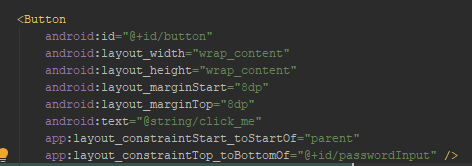 <Button
android:id="@+id/button"
android:layout_width="wrap_content"
android:layout_height="wrap_content"
android:layout_marginStart="8dp"
android:layout_marginTop="8dp"
android:text="@string/click_me"
app:layout_constraintStart_toStartOf="parent"
app:layout_constraintTop_toBottomOf="@+id/passwordInput" />